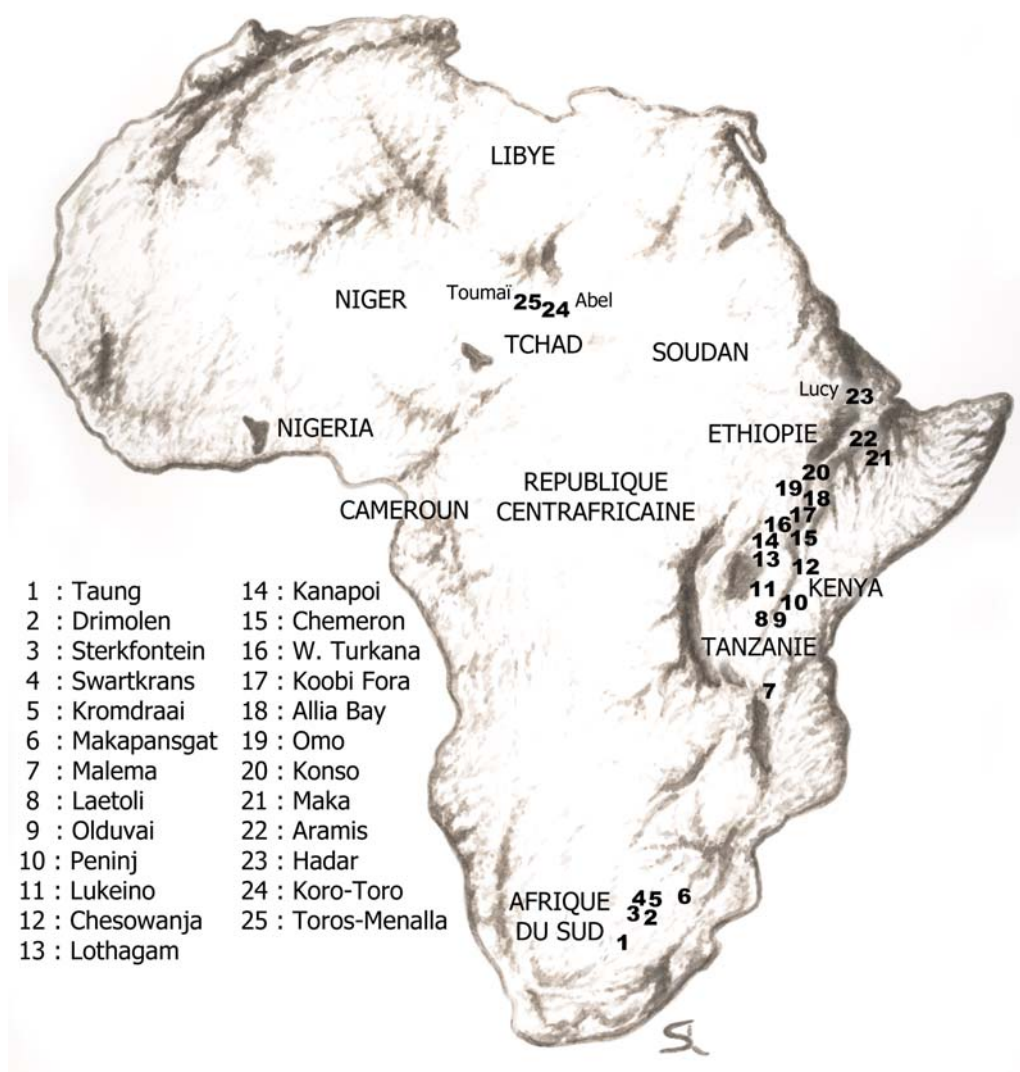 LIBYE
NIGER
Toumaï 25 24 Abel
TCHAD
SOUDAN
Lucy 23
NIGERIA
ETHIOPIE 22
21
20
REPUBLIQUE
CENTRAFRICAINE
19
18
CAMEROUN
17
16
15
14
13
12
11
KENYA
10
8 9
TANZANIE
7
1 : Taung
2 : Drimolen
3 : Sterkfontein
4 : Swartkrans
5 : Kromdraai
6 : Makapansgat
7 : Malema
8 : Laetoli
9 : Olduvai
10 : Peninj
11 : Lukeino
12 : Chesowanja
13 : Lothagam
14 : Kanapoi
15 : Chemeron
16 : W. Turkana
17 : Koobi Fora
18 : Allia Bay
19 : Omo
20 : Konso
21 : Maka
22 : Aramis
23 : Hadar
24 : Koro-Toro
25 : Toros-Menalla
AFRIQUE
DU SUD
45 6
3 2
1